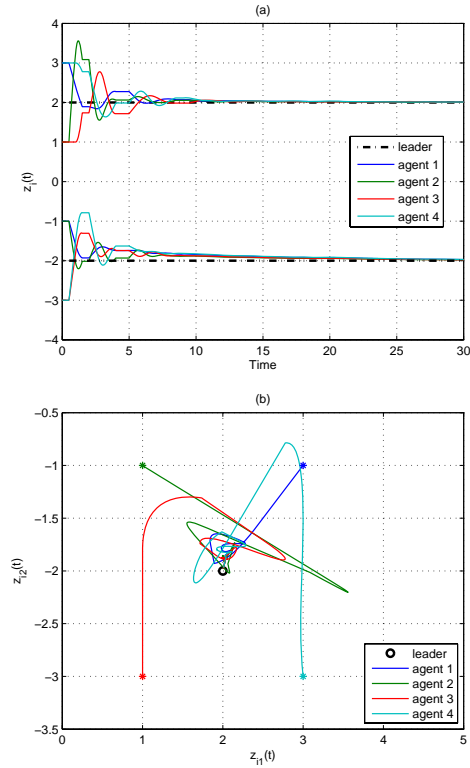 (a)
4
3
2
1
0
−1
−2
−3
−4
z_i(t)
leader
agent 1
agent 2
agent 3
agent 4
0
5
10
15
20
25
30
Time
(b)
−0.5
−1
−1.5
−2
−2.5
−3
−3.5
z_i2(t)
leader
agent 1
agent 2
agent 3
agent 4
0
1
2
3
4
5
z_i1(t)